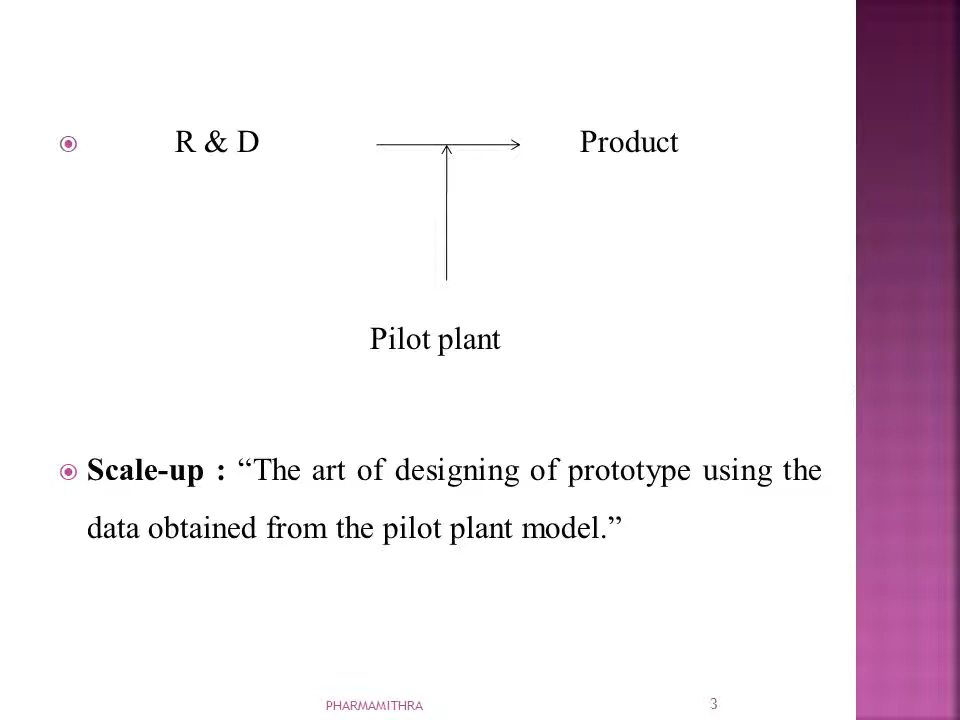 R & D Product
Pilot plant
Scale-up : “The art of designing of prototype using the
data obtained from the pilot plant model.”
PHARMAMITHRA 3